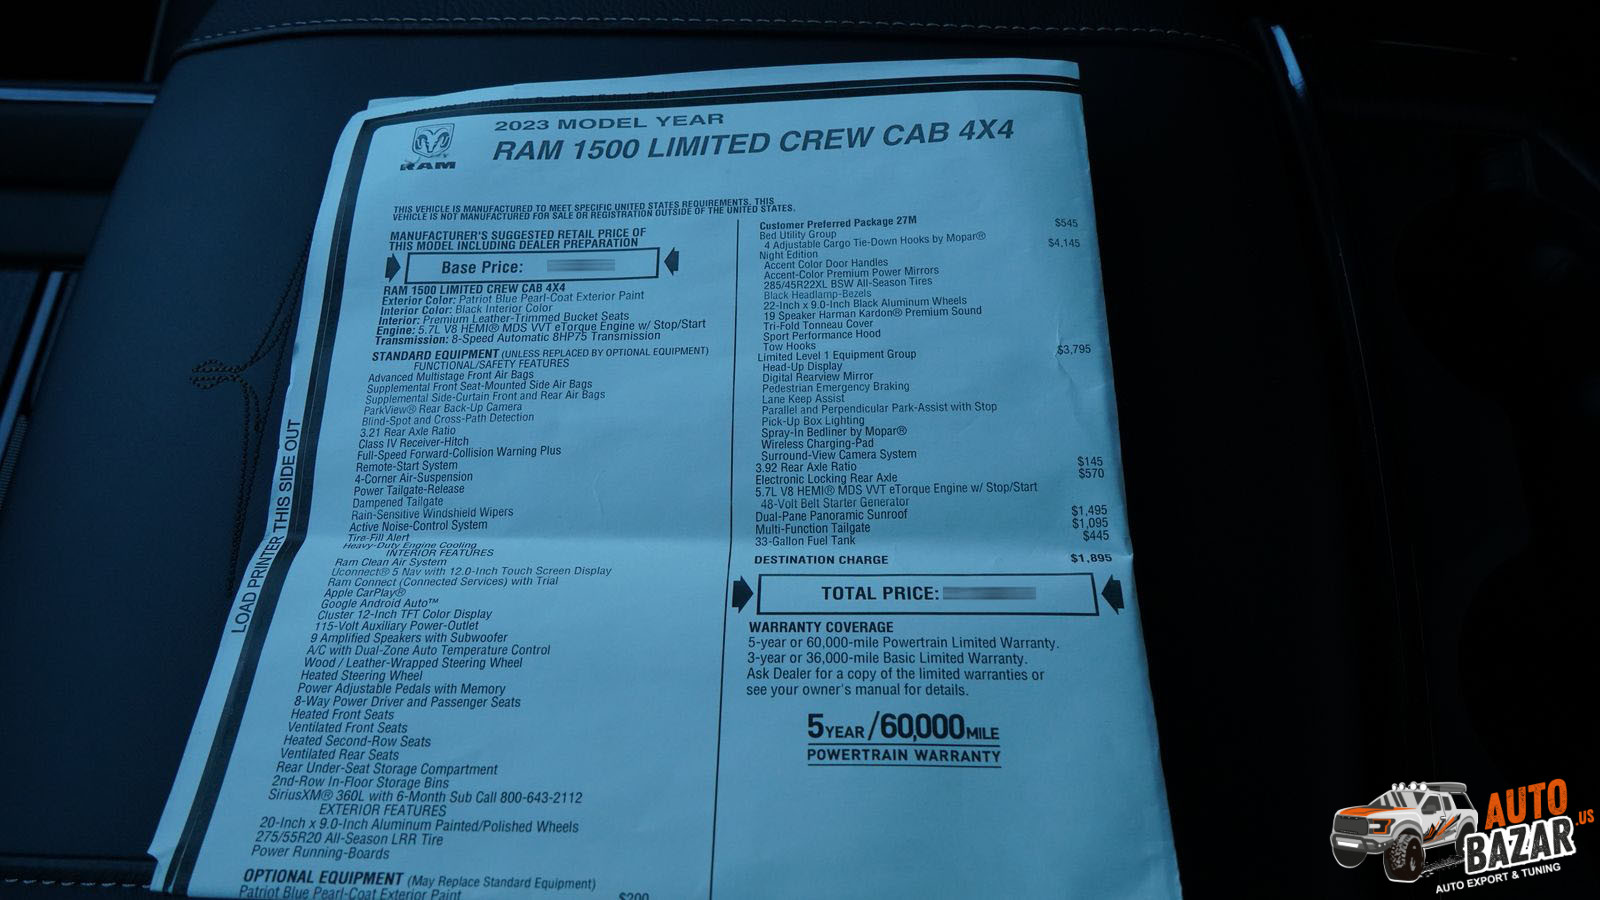 2023 MODEL YEAR
RAM 1500 LIMITED CREW CAB 4X4
RAM
THIS VEHICLE IS MANUFACTURED TO MEET SPECIFIC UNITED STATES REQUIREMENTS. THIS
VEHICLE IS NOT MANUFACTURED FOR SALE OR REGISTRATION OUTSIDE OF THE UNITED STATES.
MANUFACTURER'S SUGGESTED RETAIL PRICE OF
THIS MODEL INCLUDING DEALER PREPARATION
Base Price:
RAM 1500 LIMITED CREW CAB 4X4
Exterior Color: Patriot Blue Pearl-Coat Exterior Paint
Interior Color: Black Interior Color
Interior: Premium Leather-Trimmed Bucket Seats
Engine: 5.7L V8 HEMI® MDS VVT eTorque Engine w/ Stop/Start
Transmission: 8-Speed Automatic 8HP75 Transmission
STANDARD EQUIPMENT (UNLESS REPLACED BY OPTIONAL EQUIPMENT)
FUNCTIONAL/SAFETY FEATURES
Advanced Multistage Front Air Bags
Supplemental Front Seat-Mounted Side Air Bags
Supplemental Side-Curtain Front and Rear Air Bags
ParkView® Rear Back-Up Camera
Blind-Spot and Cross-Path Detection
3.21 Rear Axle Ratio
Class IV Receiver-Hitch
Full-Speed Forward-Collision Warning Plus
Remote-Start System
4-Corner Air-Suspension
Power Tailgate-Release
Dampened Tailgate
Rain-Sensitive Windshield Wipers
Active Noise-Control System
Tire-Fill Alert
Heavy-Duty Engine Cooling
INTERIOR FEATURES
Ram Clean Air System
Uconnect® 5 Nav with 12.0-Inch Touch Screen Display
Ram Connect (Connected Services) with Trial
Apple CarPlay®
Google Android Auto™
Cluster 12-Inch TFT Color Display
115-Volt Auxiliary Power-Outlet
9 Amplified Speakers with Subwoofer
A/C with Dual-Zone Auto Temperature Control
Wood / Leather-Wrapped Steering Wheel
Heated Steering Wheel
Power Adjustable Pedals with Memory
8-Way Power Driver and Passenger Seats
Heated Front Seats
Ventilated Front Seats
Heated Second-Row Seats
Ventilated Rear Seats
Rear Under-Seat Storage Compartment
2nd-Row In-Floor Storage Bins
SiriusXM® 360L with 6-Month Sub Call 800-643-2112
EXTERIOR FEATURES
20-Inch x 9.0-Inch Aluminum Painted/Polished Wheels
275/55R20 All-Season LRR Tire
Power Running-Boards
OPTIONAL EQUIPMENT (May Replace Standard Equipment)
Patriot Blue Pearl-Coat Exterior Paint $200
Customer Preferred Package 27M
Bed Utility Group $545
4 Adjustable Cargo Tie-Down Hooks by Mopar®
Night Edition $4,145
Accent Color Door Handles
Accent-Color Premium Power Mirrors
285/45R22XL BSW All-Season Tires
Black Headlamp-Bezels
22-Inch x 9.0-Inch Black Aluminum Wheels
19 Speaker Harman Kardon® Premium Sound
Tri-Fold Tonneau Cover
Sport Performance Hood
Tow Hooks
Limited Level 1 Equipment Group $3,795
Head-Up Display
Digital Rearview Mirror
Pedestrian Emergency Braking
Lane Keep Assist
Parallel and Perpendicular Park-Assist with Stop
Pick-Up Box Lighting
Spray-In Bedliner by Mopar®
Wireless Charging-Pad
Surround-View Camera System
3.92 Rear Axle Ratio $145
Electronic Locking Rear Axle $570
5.7L V8 HEMI® MDS VVT eTorque Engine w/ Stop/Start
48-Volt Belt Starter Generator
Dual-Pane Panoramic Sunroof $1,495
Multi-Function Tailgate $1,095
33-Gallon Fuel Tank $445
DESTINATION CHARGE $1,895
TOTAL PRICE:
WARRANTY COVERAGE
5-year or 60,000-mile Powertrain Limited Warranty.
3-year or 36,000-mile Basic Limited Warranty.
Ask Dealer for a copy of the limited warranties or
see your owner's manual for details.
5 YEAR / 60,000 MILE
POWERTRAIN WARRANTY
LOAD PRINTER THIS SIDE OUT
AUTO
BAZAR.US
AUTO EXPORT & TUNING